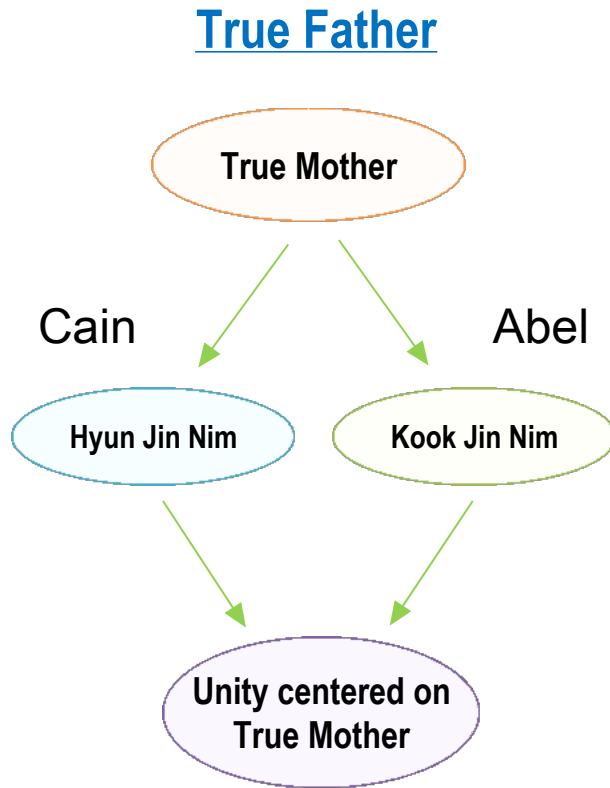 True Father
True Mother
Cain
Abel
Hyun Jin Nim
Kook Jin Nim
Unity centered on
True Mother